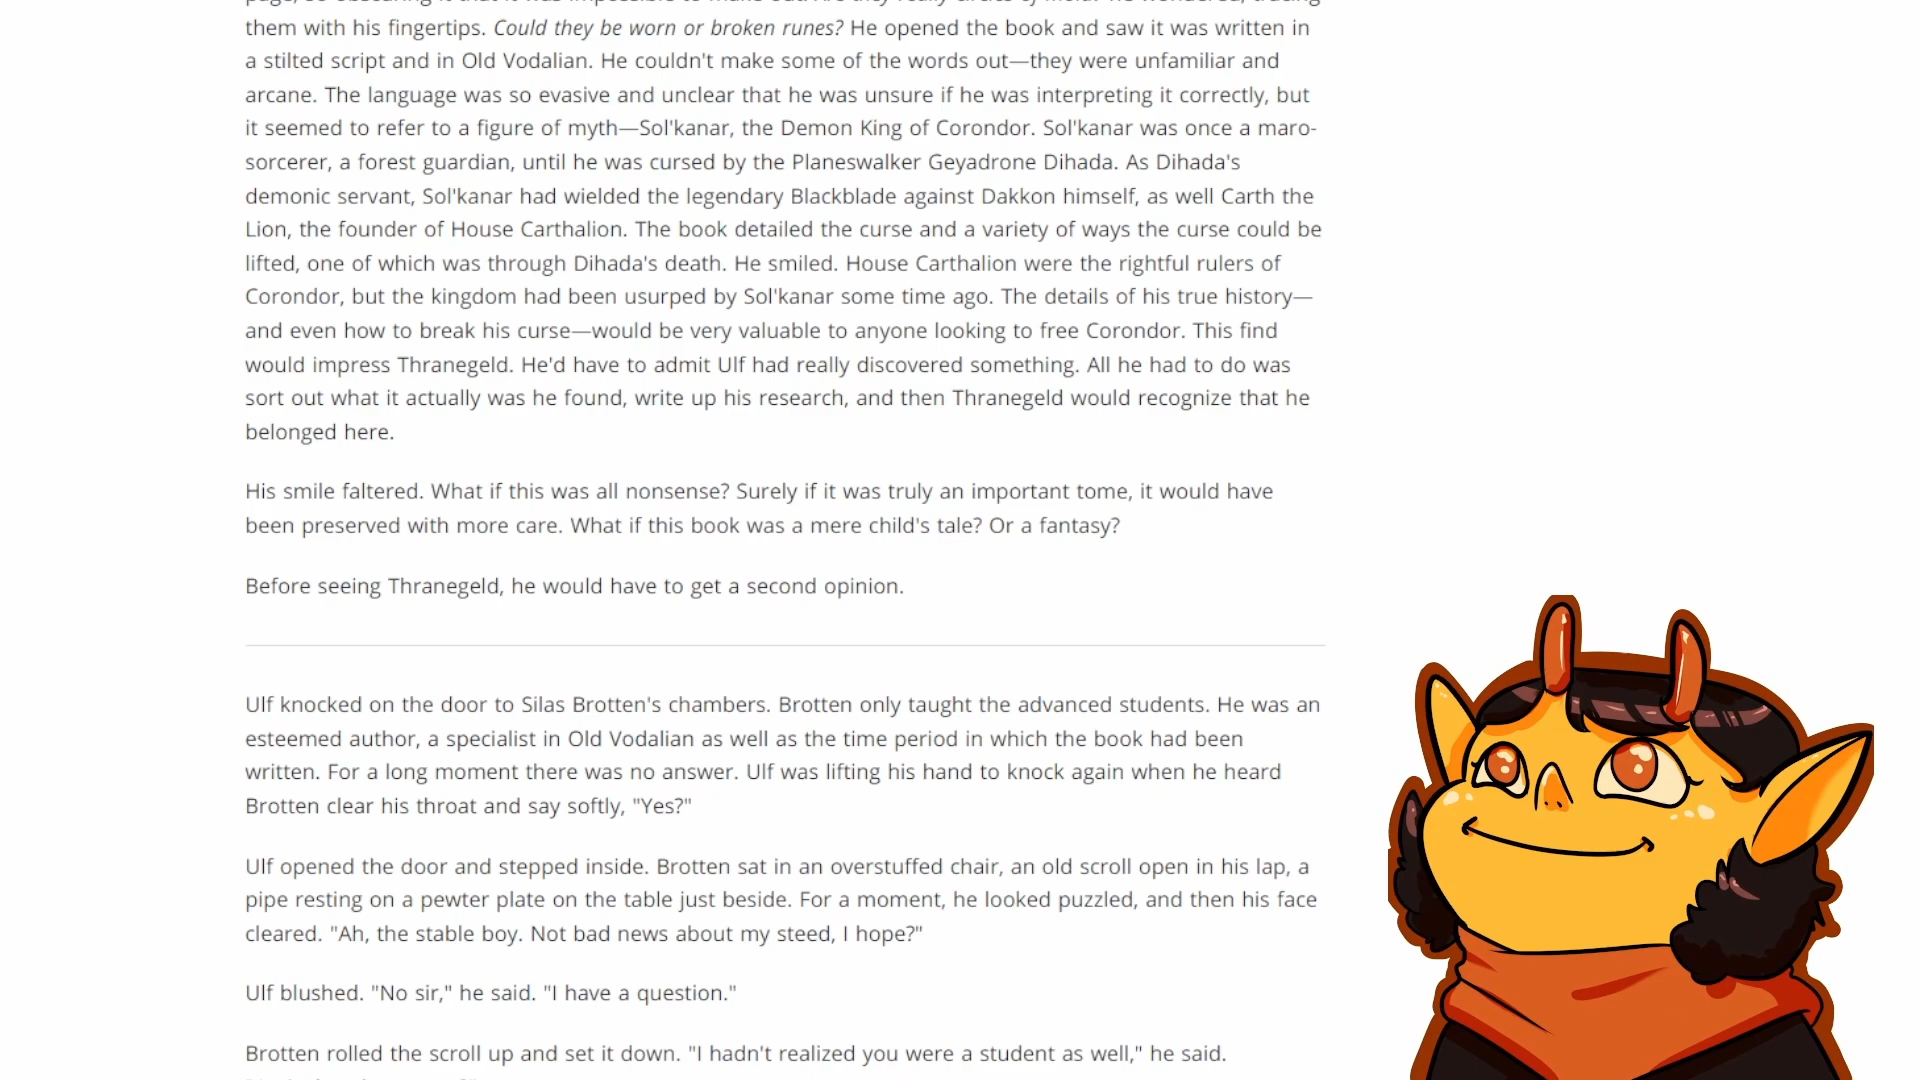 them with his fingertips. Could they be worn or broken runes? He opened the book and saw it was written in
a stilted script and in Old Vodalian. He couldn't make some of the words out—they were unfamiliar and
arcane. The language was so evasive and unclear that he was unsure if he was interpreting it correctly, but
it seemed to refer to a figure of myth—Sol'kanar, the Demon King of Corondor. Sol'kanar was once a maro-
sorcerer, a forest guardian, until he was cursed by the Planeswalker Geyadrone Dihada. As Dihada's
demonic servant, Sol'kanar had wielded the legendary Blackblade against Dakkon himself, as well Carth the
Lion, the founder of House Carthalion. The book detailed the curse and a variety of ways the curse could be
lifted, one of which was through Dihada's death. He smiled. House Carthalion were the rightful rulers of
Corondor, but the kingdom had been usurped by Sol'kanar some time ago. The details of his true history—
and even how to break his curse—would be very valuable to anyone looking to free Corondor. This find
would impress Thranegeld. He'd have to admit Ulf had really discovered something. All he had to do was
sort out what it actually was he found, write up his research, and then Thranegeld would recognize that he
belonged here.
His smile faltered. What if this was all nonsense? Surely if it was truly an important tome, it would have
been preserved with more care. What if this book was a mere child's tale? Or a fantasy?
Before seeing Thranegeld, he would have to get a second opinion.
Ulf knocked on the door to Silas Brotten's chambers. Brotten only taught the advanced students. He was an
esteemed author, a specialist in Old Vodalian as well as the time period in which the book had been
written. For a long moment there was no answer. Ulf was lifting his hand to knock again when he heard
Brotten clear his throat and say softly, "Yes?"
Ulf opened the door and stepped inside. Brotten sat in an overstuffed chair, an old scroll open in his lap, a
pipe resting on a pewter plate on the table just beside. For a moment, he looked puzzled, and then his face
cleared. "Ah, the stable boy. Not bad news about my steed, I hope?"
Ulf blushed. "No sir," he said. "I have a question."
Brotten rolled the scroll up and set it down. "I hadn't realized you were a student as well," he said.